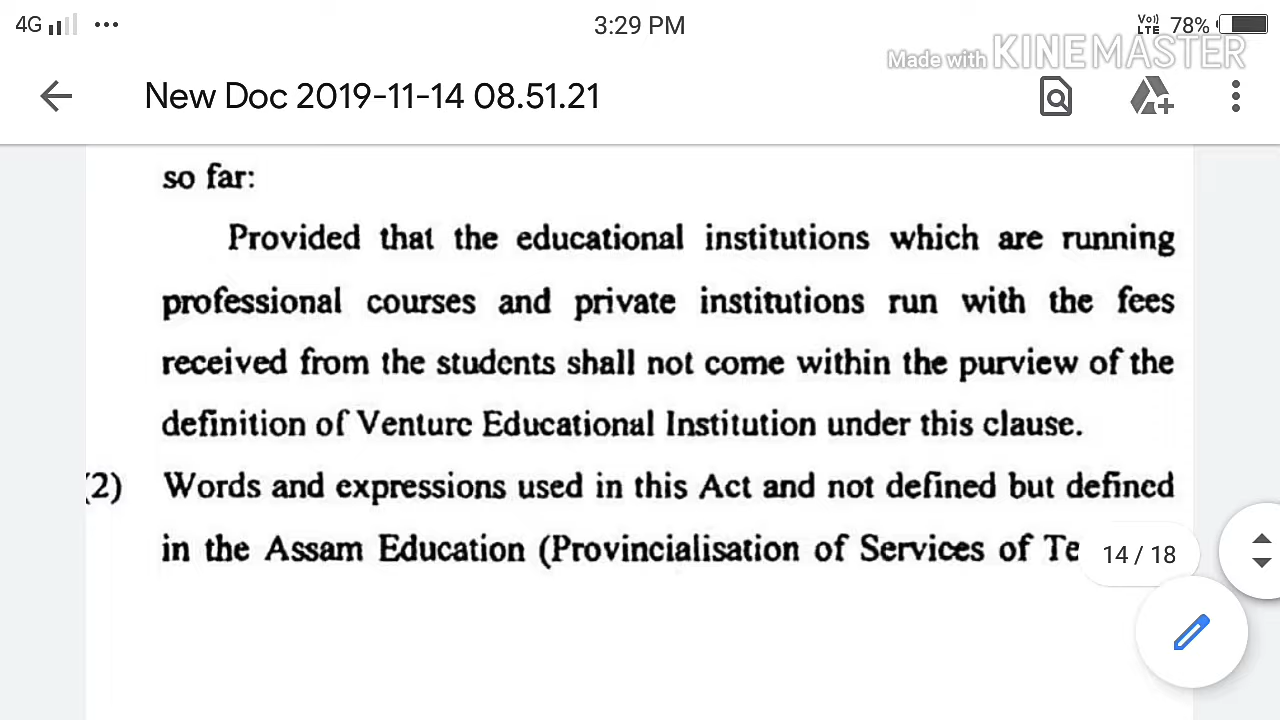 4G 3:29 PM Vo) LTE 78%
Made with KINEMASTER
New Doc 2019-11-14 08.51.21
so far:
Provided that the educational institutions which are running
professional courses and private institutions run with the fees
received from the students shall not come within the purview of the
definition of Venture Educational Institution under this clause.
(2) Words and expressions used in this Act and not defined but defined
in the Assam Education (Provincialisation of Services of Te
14 / 18